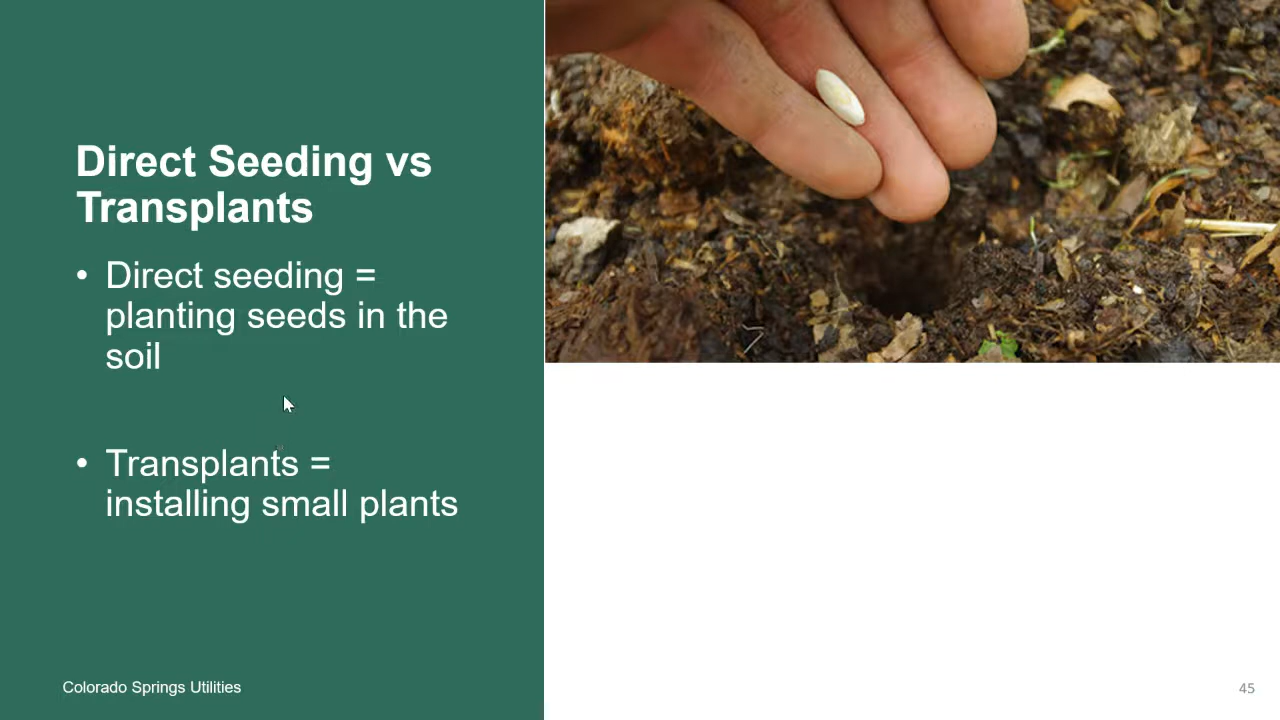 Direct Seeding vs
Transplants
• Direct seeding =
planting seeds in the
soil
• Transplants =
installing small plants
Colorado Springs Utilities
45